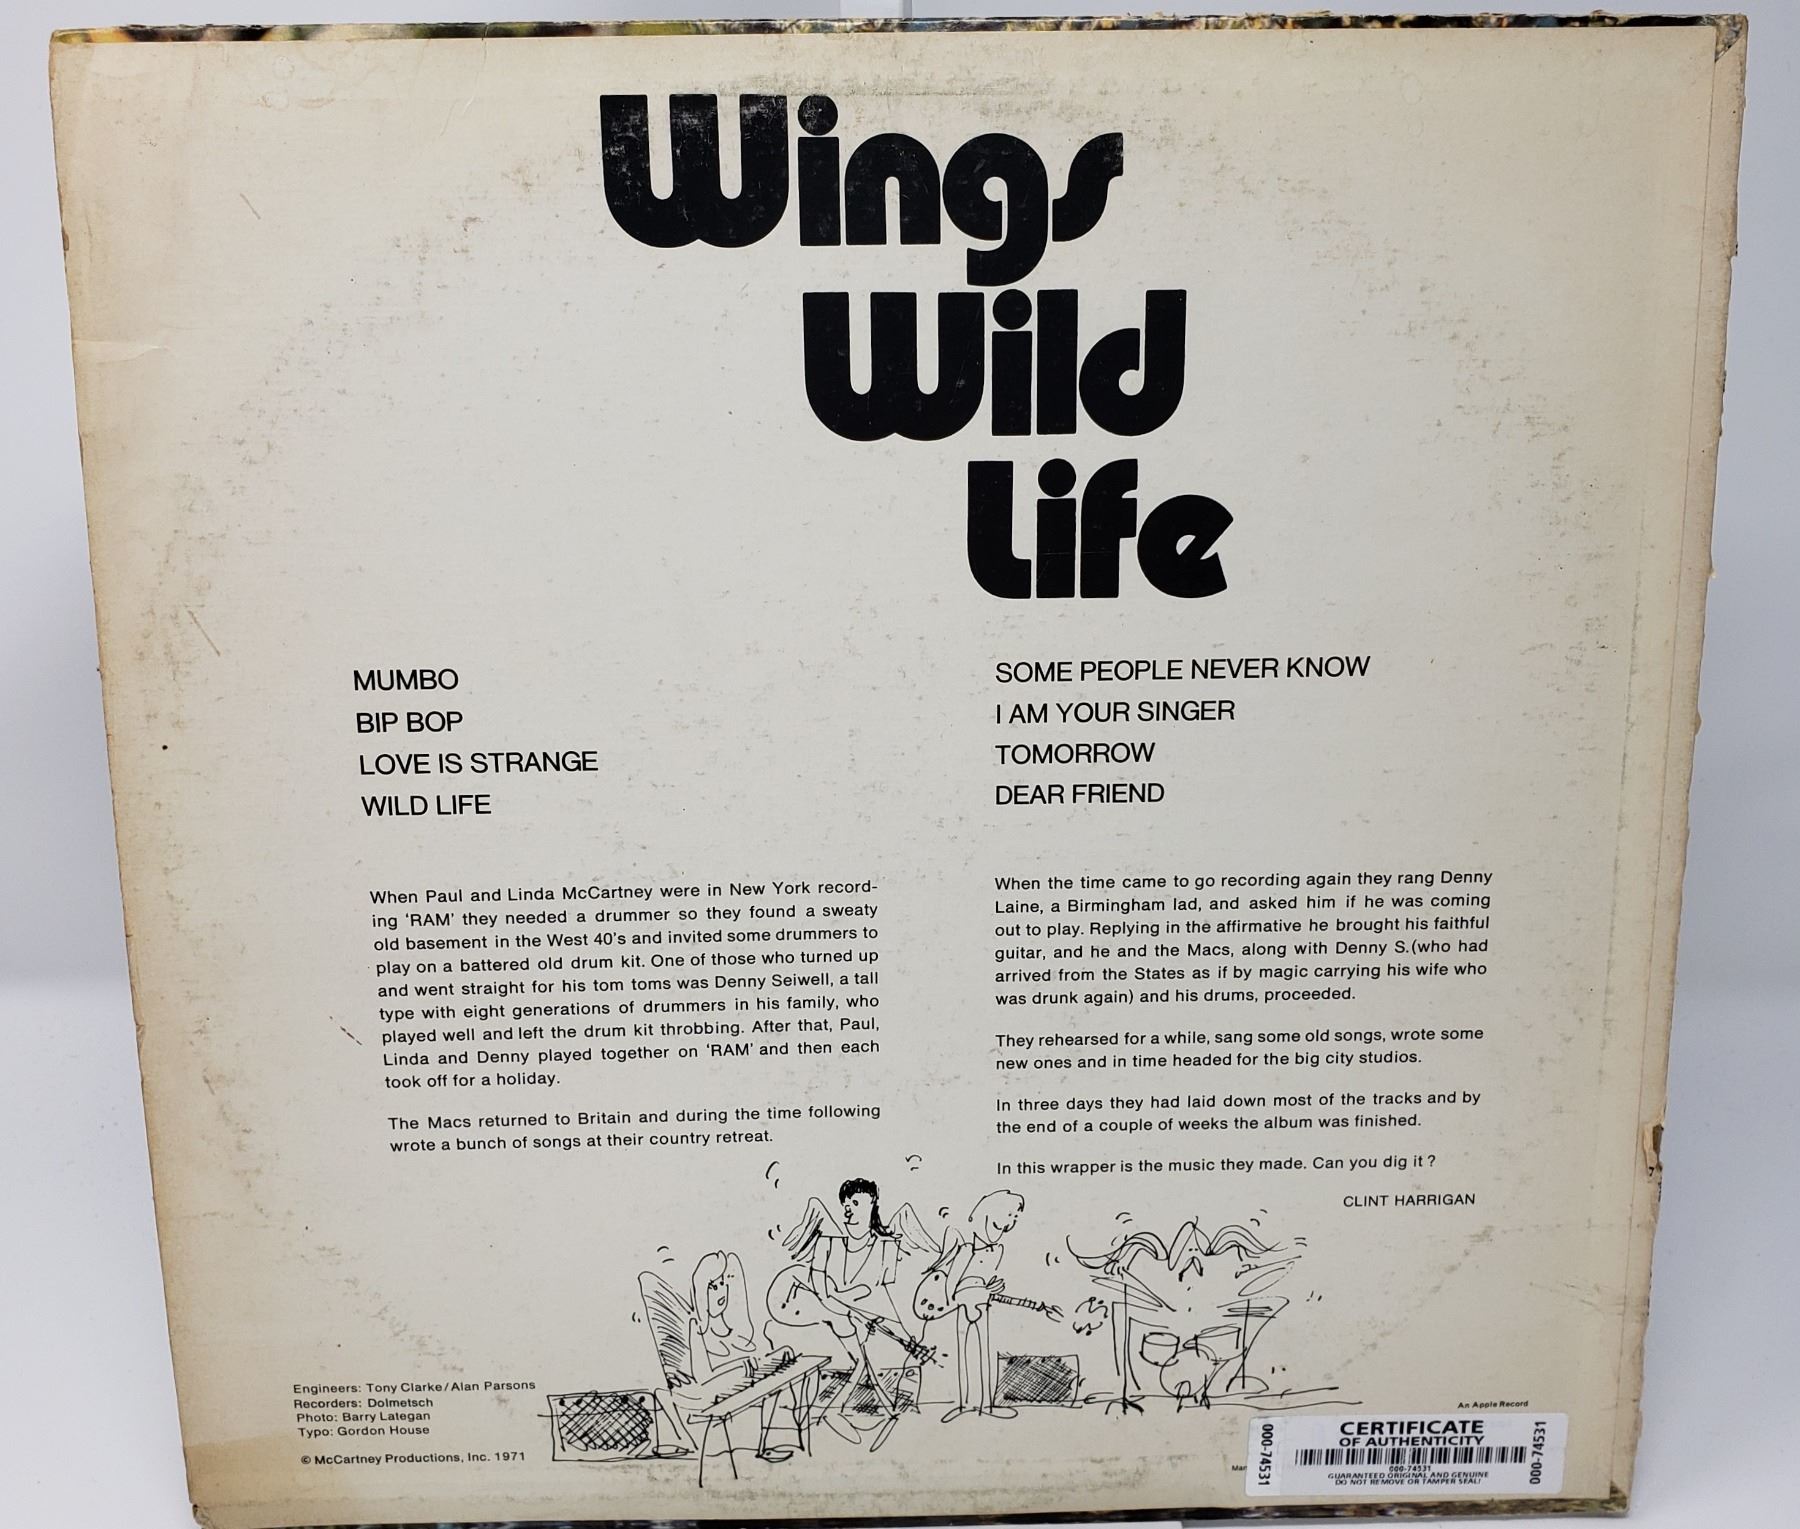 Wings
Wild
Life
MUMBO
BIP BOP
LOVE IS STRANGE
WILD LIFE
SOME PEOPLE NEVER KNOW
I AM YOUR SINGER
TOMORROW
DEAR FRIEND
When Paul and Linda McCartney were in New York record-
ing ‘RAM’ they needed a drummer so they found a sweaty
old basement in the West 40's and invited some drummers to
play on a battered old drum kit. One of those who turned up
and went straight for his tom toms was Denny Seiwell, a tall
type with eight generations of drummers in his family, who
played well and left the drum kit throbbing. After that, Paul,
Linda and Denny played together on ‘RAM’ and then each
took off for a holiday.
The Macs returned to Britain and during the time following
wrote a bunch of songs at their country retreat.
When the time came to go recording again they rang Denny
Laine, a Birmingham lad, and asked him if he was coming
out to play. Replying in the affirmative he brought his faithful
guitar, and he and the Macs, along with Denny S.(who had
arrived from the States as if by magic carrying his wife who
was drunk again) and his drums, proceeded.
They rehearsed for a while, sang some old songs, wrote some
new ones and in time headed for the big city studios.
In three days they had laid down most of the tracks and by
the end of a couple of weeks the album was finished.
In this wrapper is the music they made. Can you dig it?
CLINT HARRIGAN
Engineers: Tony Clarke/Alan Parsons
Recorders: Dolmetsch
Photo: Barry Lategan
Typo: Gordon House
© McCartney Productions, Inc. 1971
An Apple Record
Man
000-74531
CERTIFICATE
OF AUTHENTICITY
000-74531
GUARANTEED ORIGINAL AND GENUINE
DO NOT REMOVE OR TAMPER SEAL!
000-74531